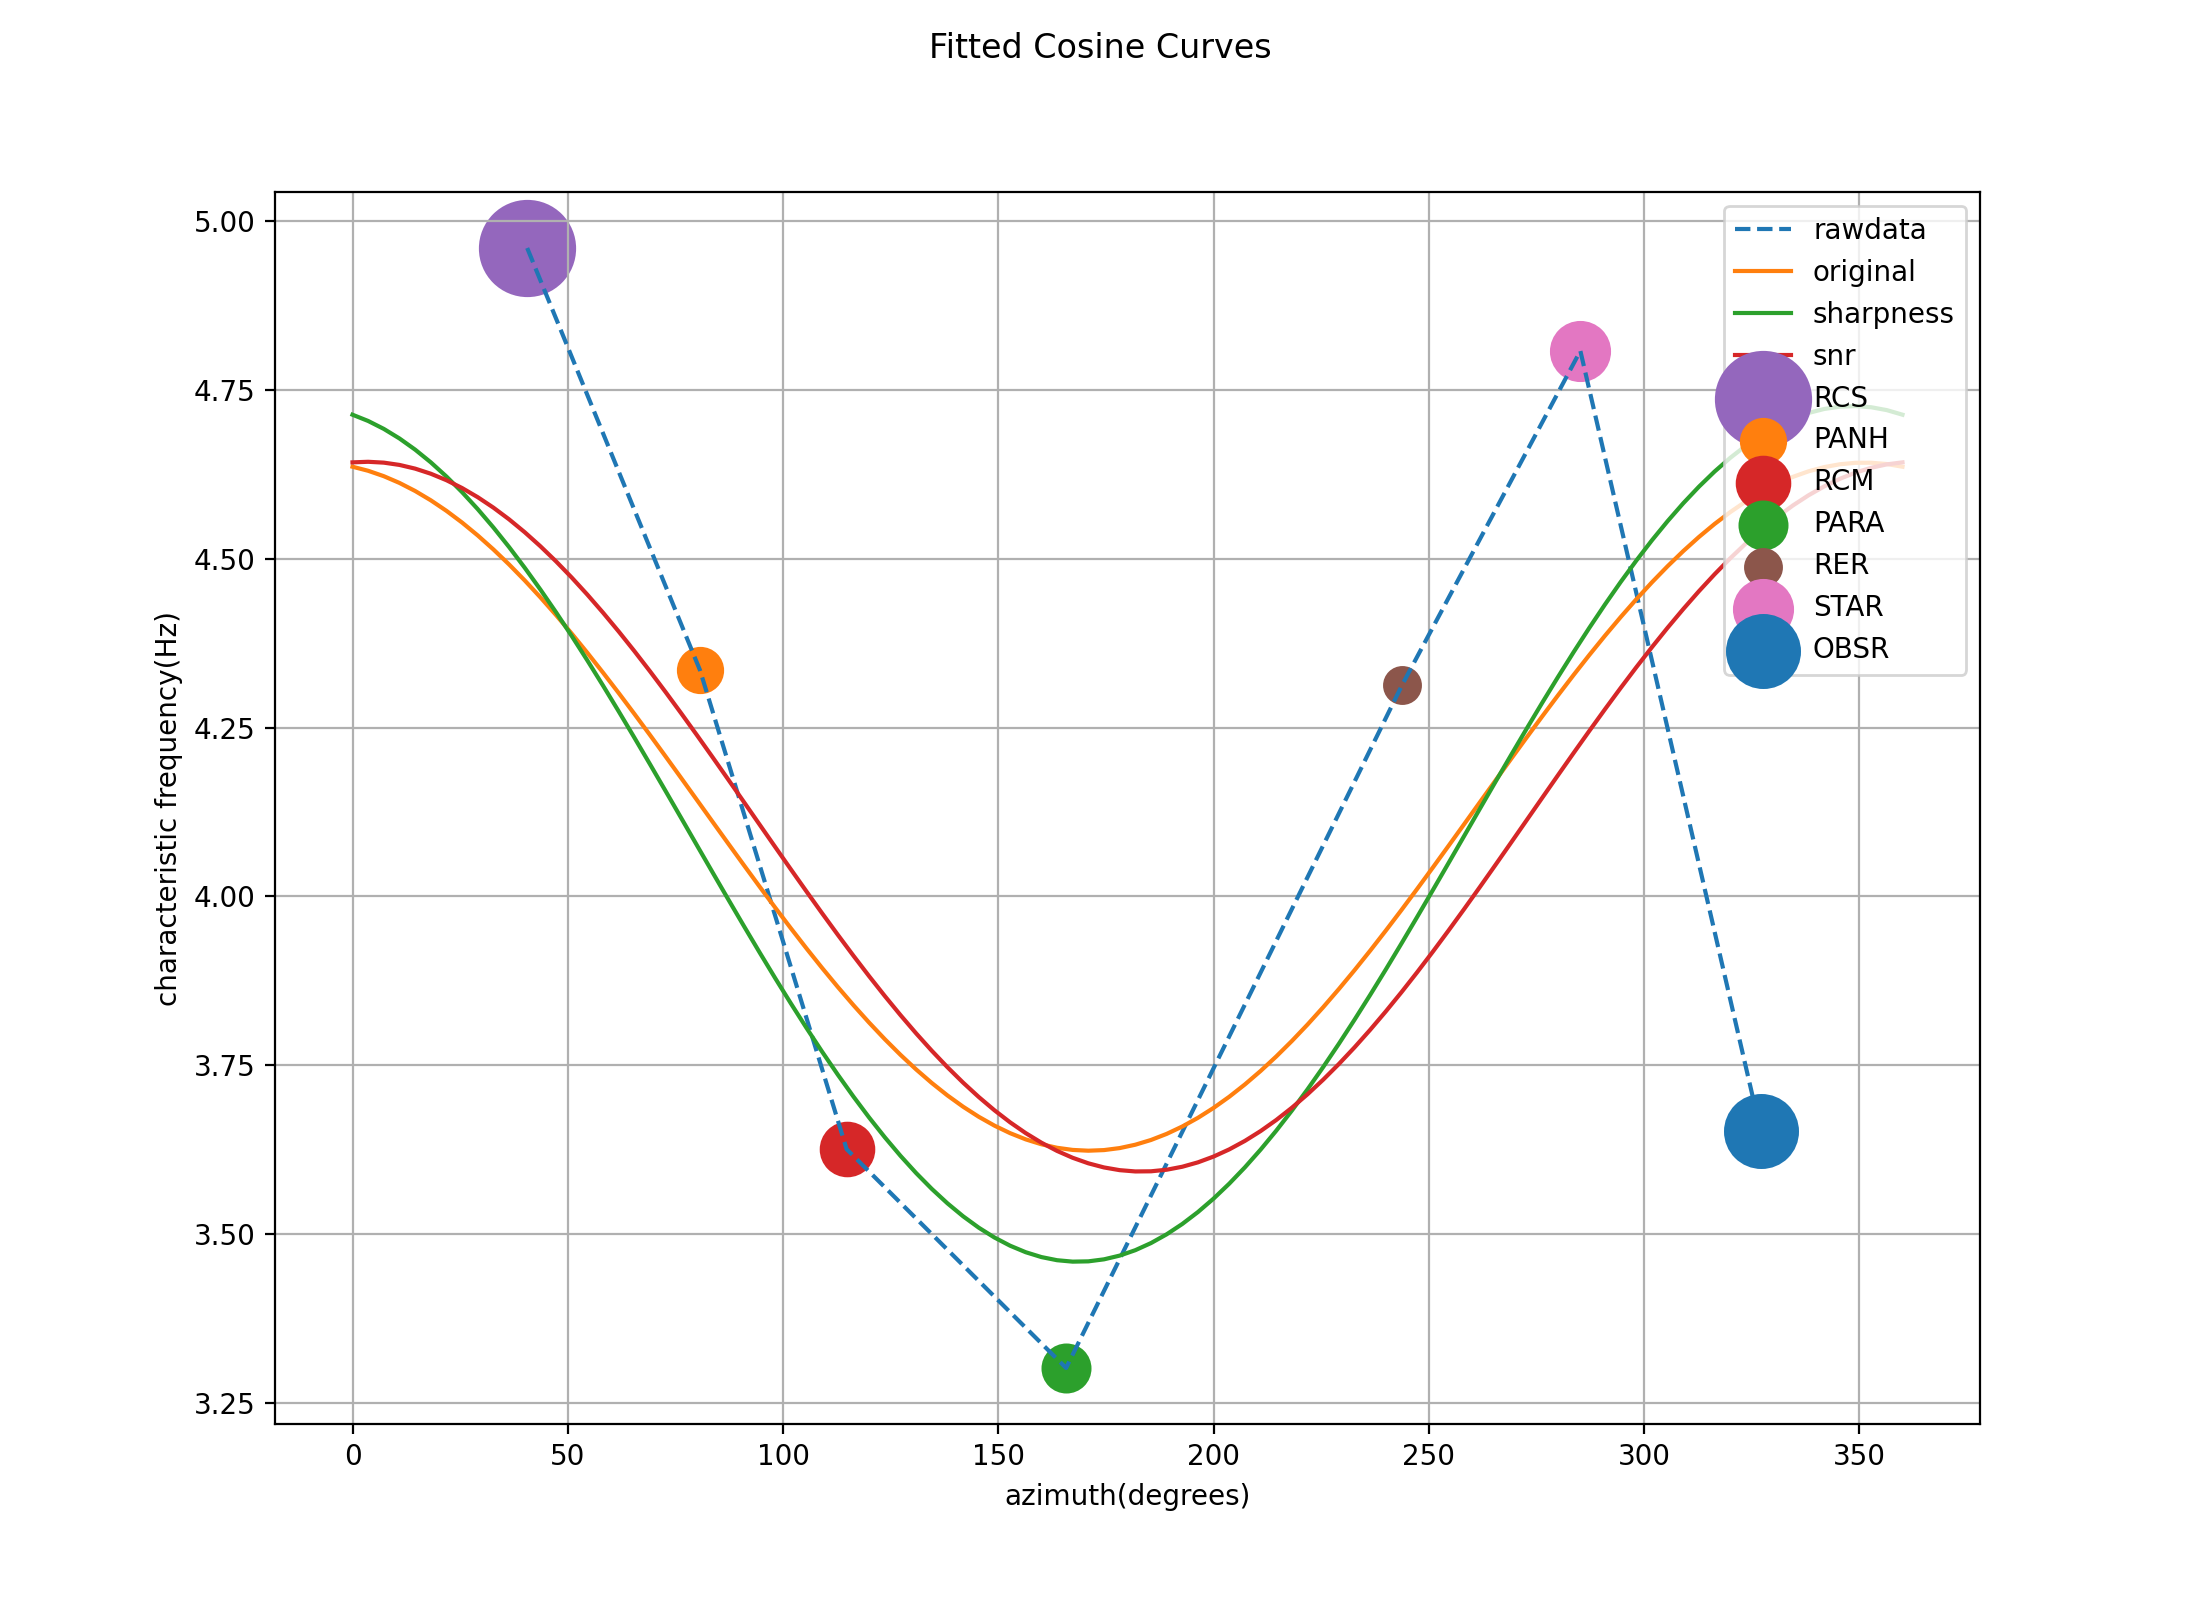 Fitted Cosine Curves
5.00
4.75
4.50
4.25
4.00
3.75
3.50
3.25
characteristic frequency(Hz)
rawdata
original
sharpness
snr
RCS
PANH
RCM
PARA
RER
STAR
OBSR
0 50 100 150 200 250 300 350
azimuth(degrees)